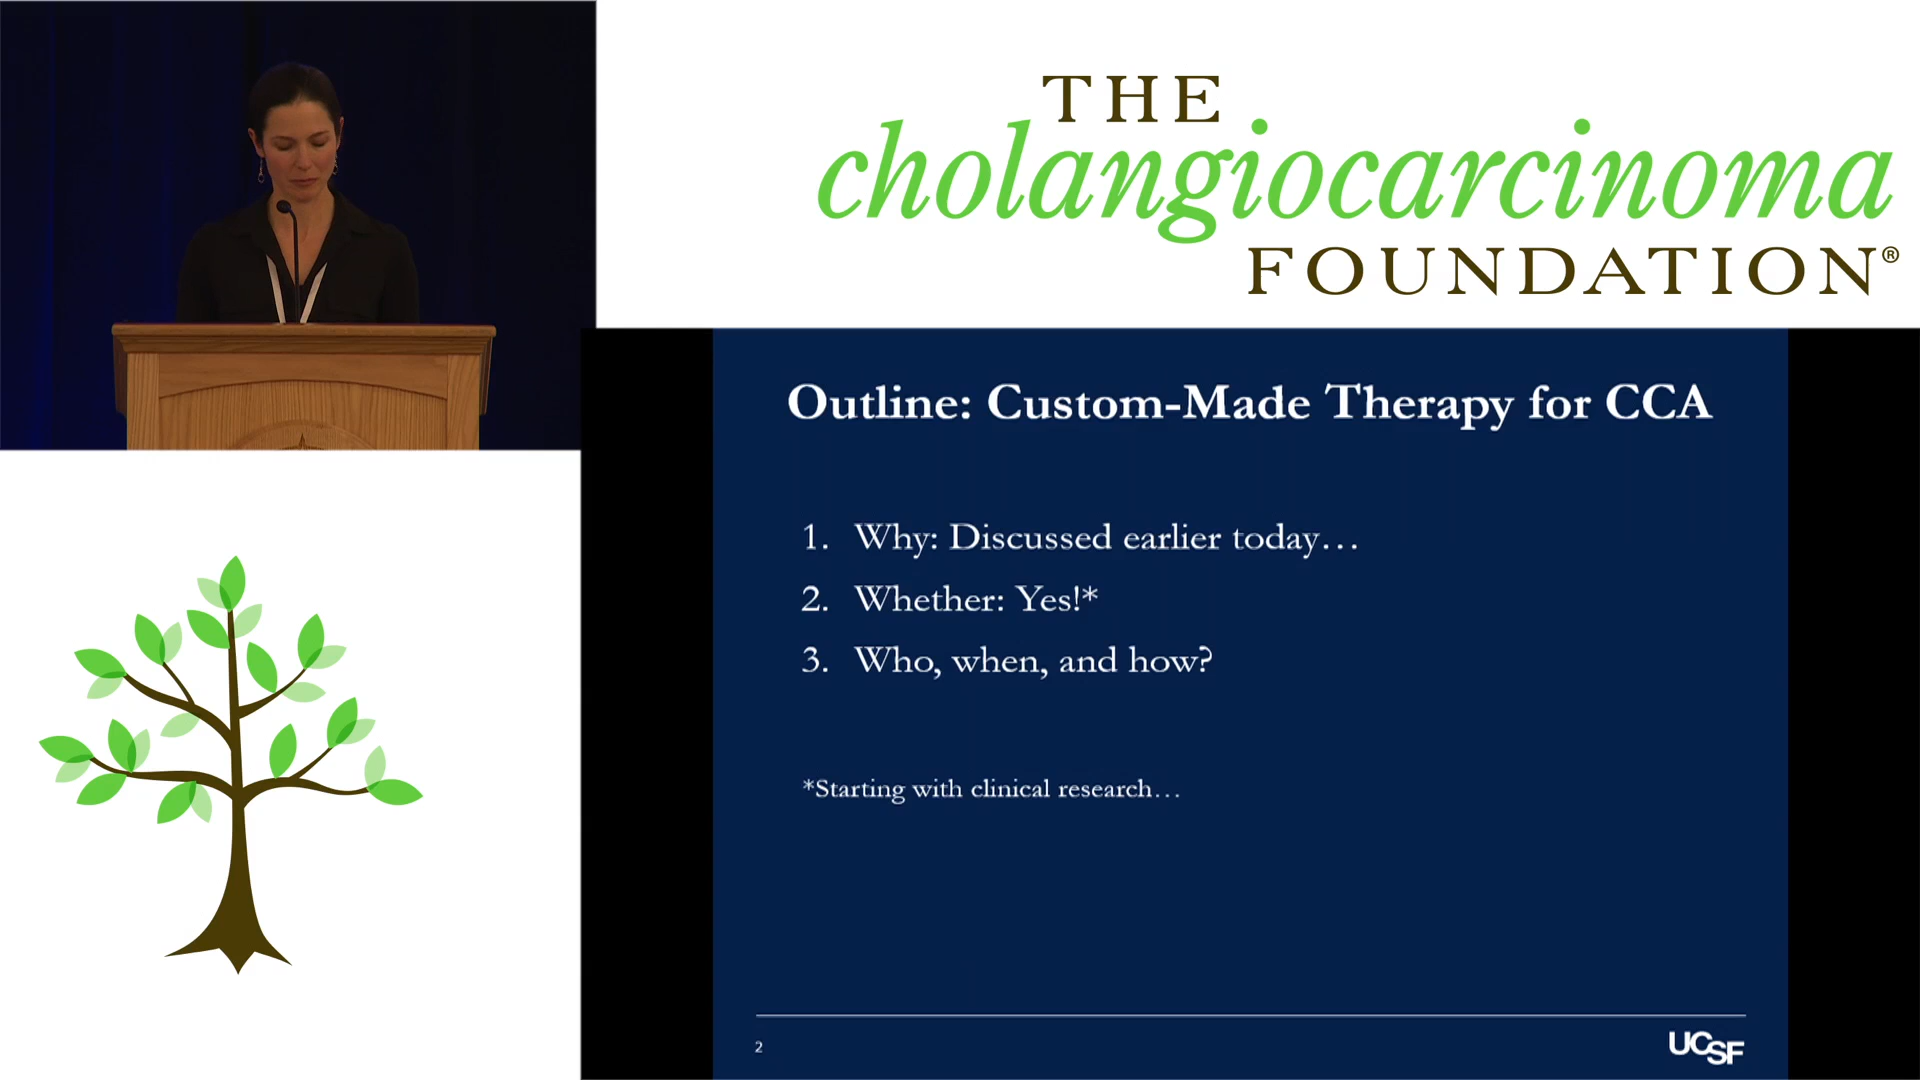 THE
cholangiocarcinoma
FOUNDATION®
Outline: Custom-Made Therapy for CCA
1. Why: Discussed earlier today…
2. Whether: Yes!*
3. Who, when, and how?
*Starting with clinical research…
2
UCSF